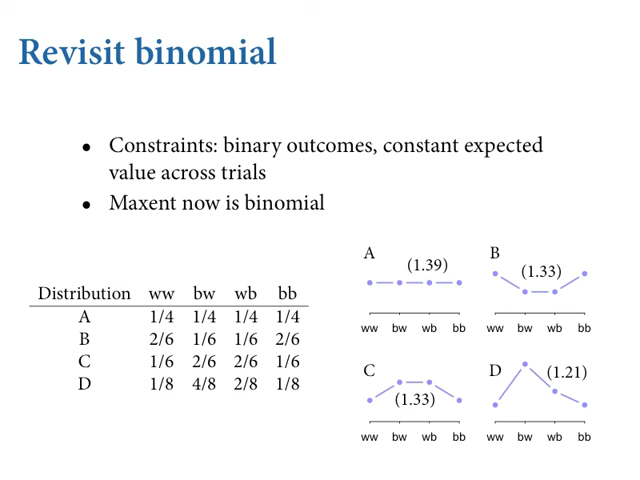 Revisit binomial
• Constraints: binary outcomes, constant expected
value across trials
• Maxent now is binomial
Distribution ww bw wb bb
A 1/4 1/4 1/4 1/4
B 2/6 1/6 1/6 2/6
C 1/6 2/6 2/6 1/6
D 1/8 4/8 2/8 1/8
A
(1.39)
ww bw wb bb
B
(1.33)
ww bw wb bb
C
(1.33)
ww bw wb bb
D
(1.21)
ww bw wb bb